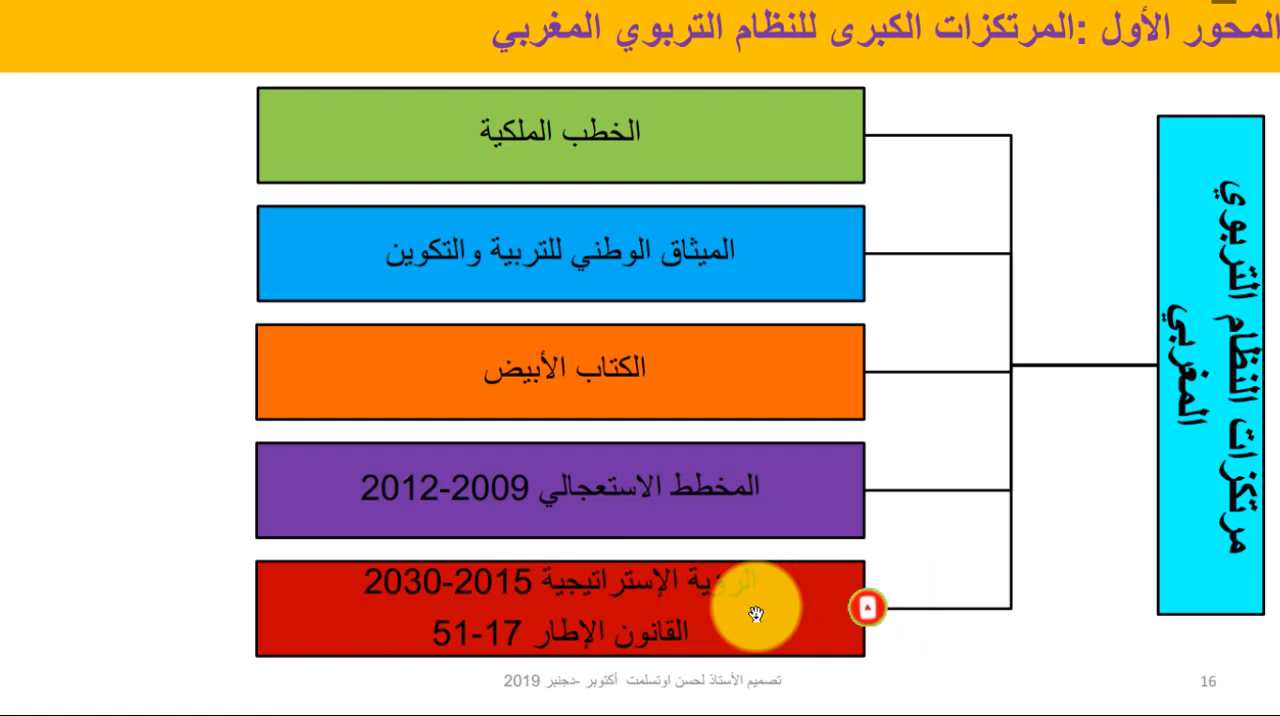 المحور الأول :المرتكزات الكبرى للنظام التربوي المغربي
مرتكزات النظام التربوي
المغربي
الخطب الملكية
الميثاق الوطني للتربية والتكوين
الكتاب الأبيض
المخطط الاستعجالي 2009-2012
الرؤية الإستراتيجية 2015-2030
القانون الإطار 17-51
تصميم الأستاذ لحسن اوتسلمت أكتوبر -دجنبر 2019
16